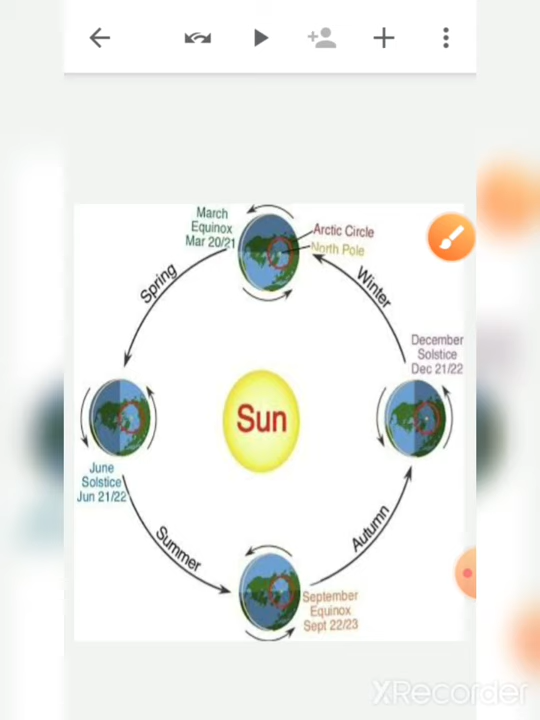 March
Equinox
Mar 20/21
Arctic Circle
North Pole
Spring
Winter
December
Solstice
Dec 21/22
Sun
June
Solstice
Jun 21/22
Summer
Autumn
September
Equinox
Sept 22/23
XRecorder